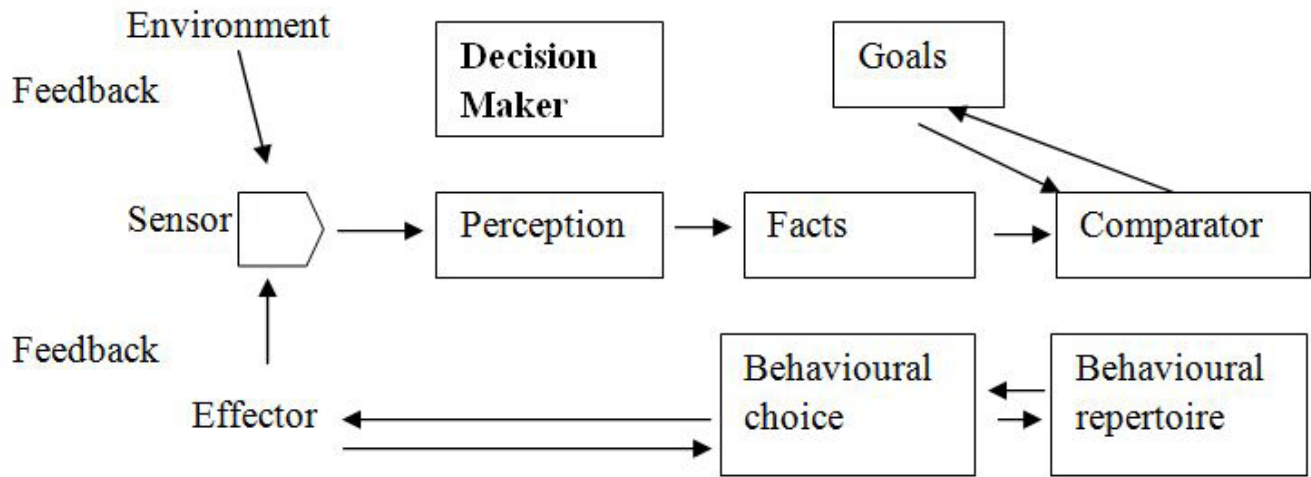 Environment
Decision
Maker
Goals
Feedback
Sensor
Perception
Facts
Comparator
Feedback
Effector
Behavioural
choice
Behavioural
repertoire